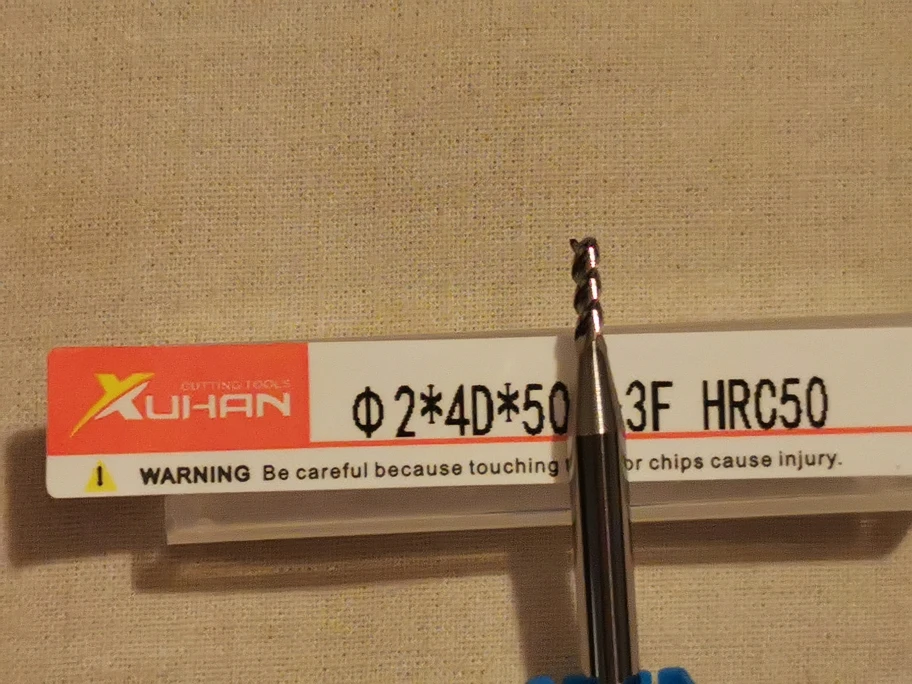 CUTTING TOOLS
XUHAN
Φ2*4D*50 3F HRC50
WARNING Be careful because touching or chips cause injury.